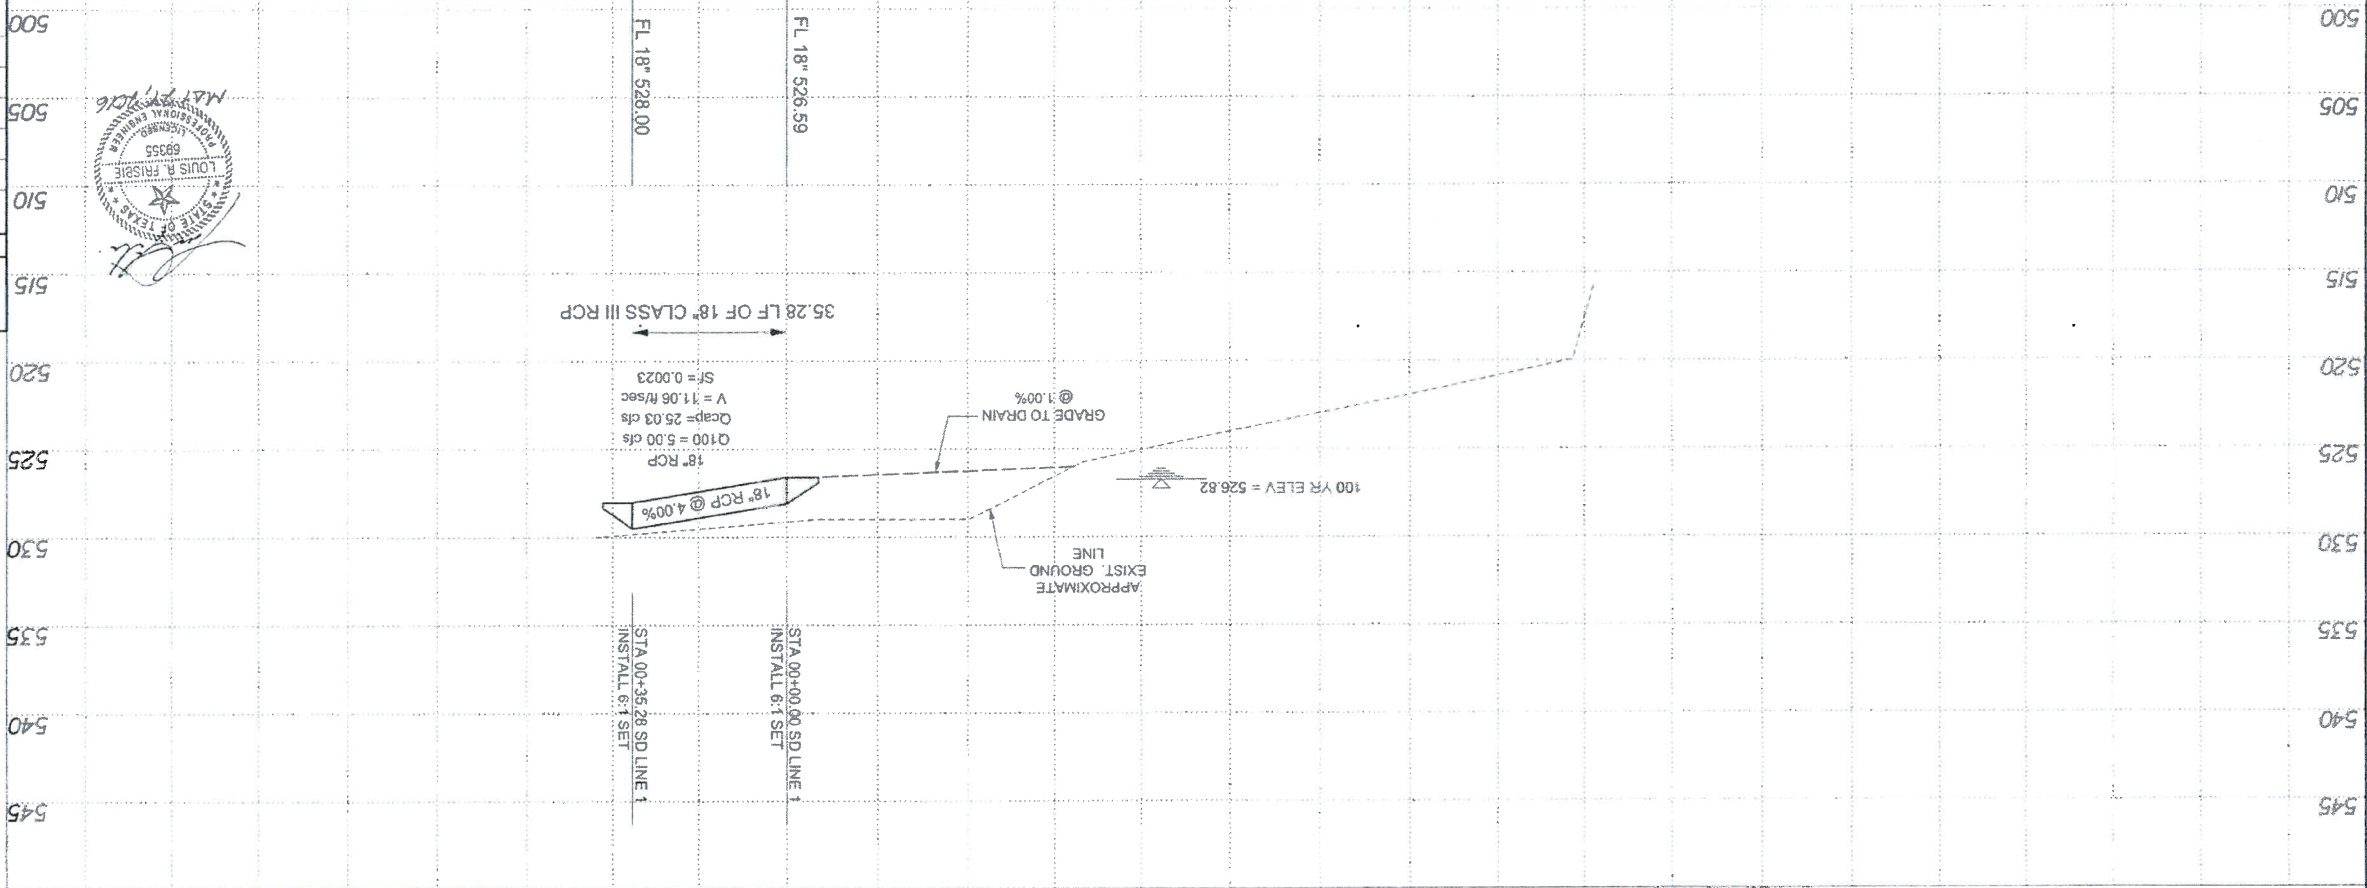 545
545
540
540
535
535
530
530
525
525
520
520
515
515
510
510
505
505
500
500
STA 00+00.00 SD LINE 1
INSTALL 6:1 SET
STA 00+35.28 SD LINE 1
INSTALL 6:1 SET
APPROXIMATE
EXIST. GROUND
LINE
100 YR ELEV = 526.82
18" RCP @ 4.00%
GRADE TO DRAIN
@ 1.00%
18" RCP
Q100 = 5.00 cfs
Qcap= 25.03 cfs
V = 11.06 ft/sec
Sf = 0.0023
35.28 LF OF 18" CLASS III RCP
FL 18" 526.59
FL 18" 528.00
STATE OF TEXAS
LOUIS R. FRISBIE
69355
LICENSED
PROFESSIONAL ENGINEER